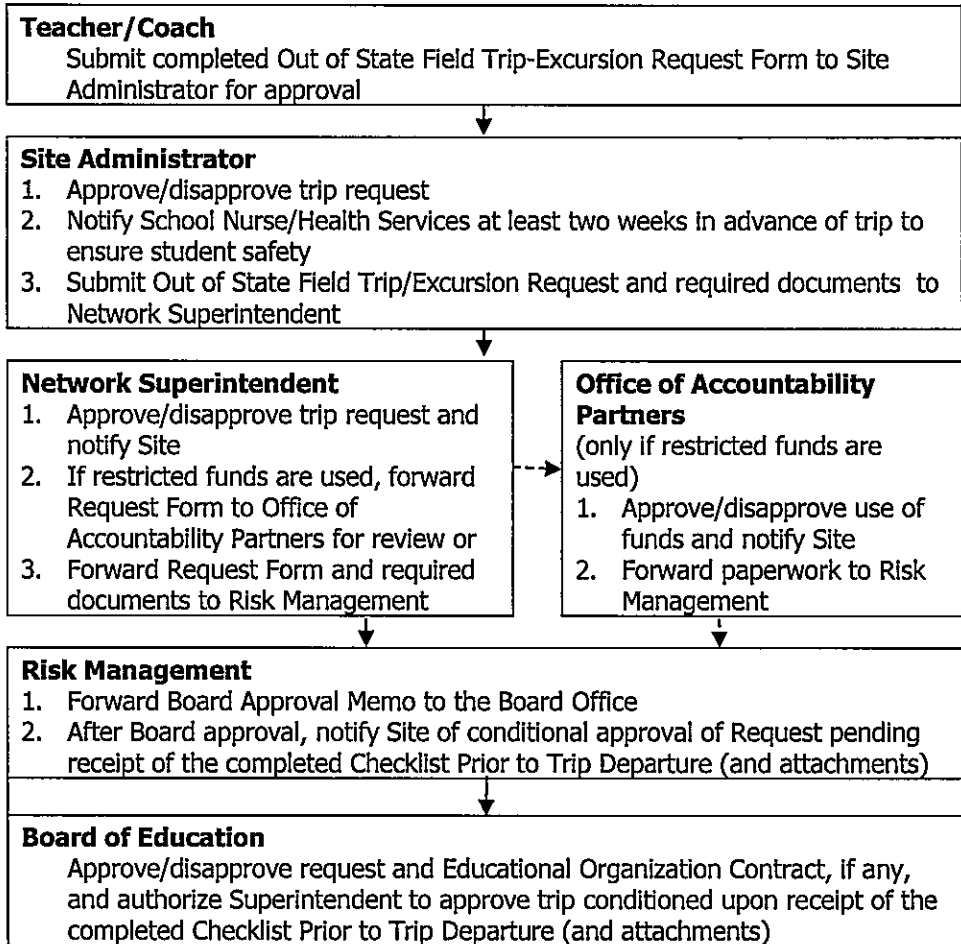 Teacher/Coach
Submit completed Out of State Field Trip-Excursion Request Form to Site
Administrator for approval
Site Administrator
1. Approve/disapprove trip request
2. Notify School Nurse/Health Services at least two weeks in advance of trip to
ensure student safety
3. Submit Out of State Field Trip/Excursion Request and required documents to
Network Superintendent
Network Superintendent
1. Approve/disapprove trip request and
notify Site
2. If restricted funds are used, forward
Request Form to Office of
Accountability Partners for review or
3. Forward Request Form and required
documents to Risk Management
Office of Accountability
Partners
(only if restricted funds are
used)
1. Approve/disapprove use of
funds and notify Site
2. Forward paperwork to Risk
Management
Risk Management
1. Forward Board Approval Memo to the Board Office
2. After Board approval, notify Site of conditional approval of Request pending
receipt of the completed Checklist Prior to Trip Departure (and attachments)
Board of Education
Approve/disapprove request and Educational Organization Contract, if any,
and authorize Superintendent to approve trip conditioned upon receipt of the
completed Checklist Prior to Trip Departure (and attachments)